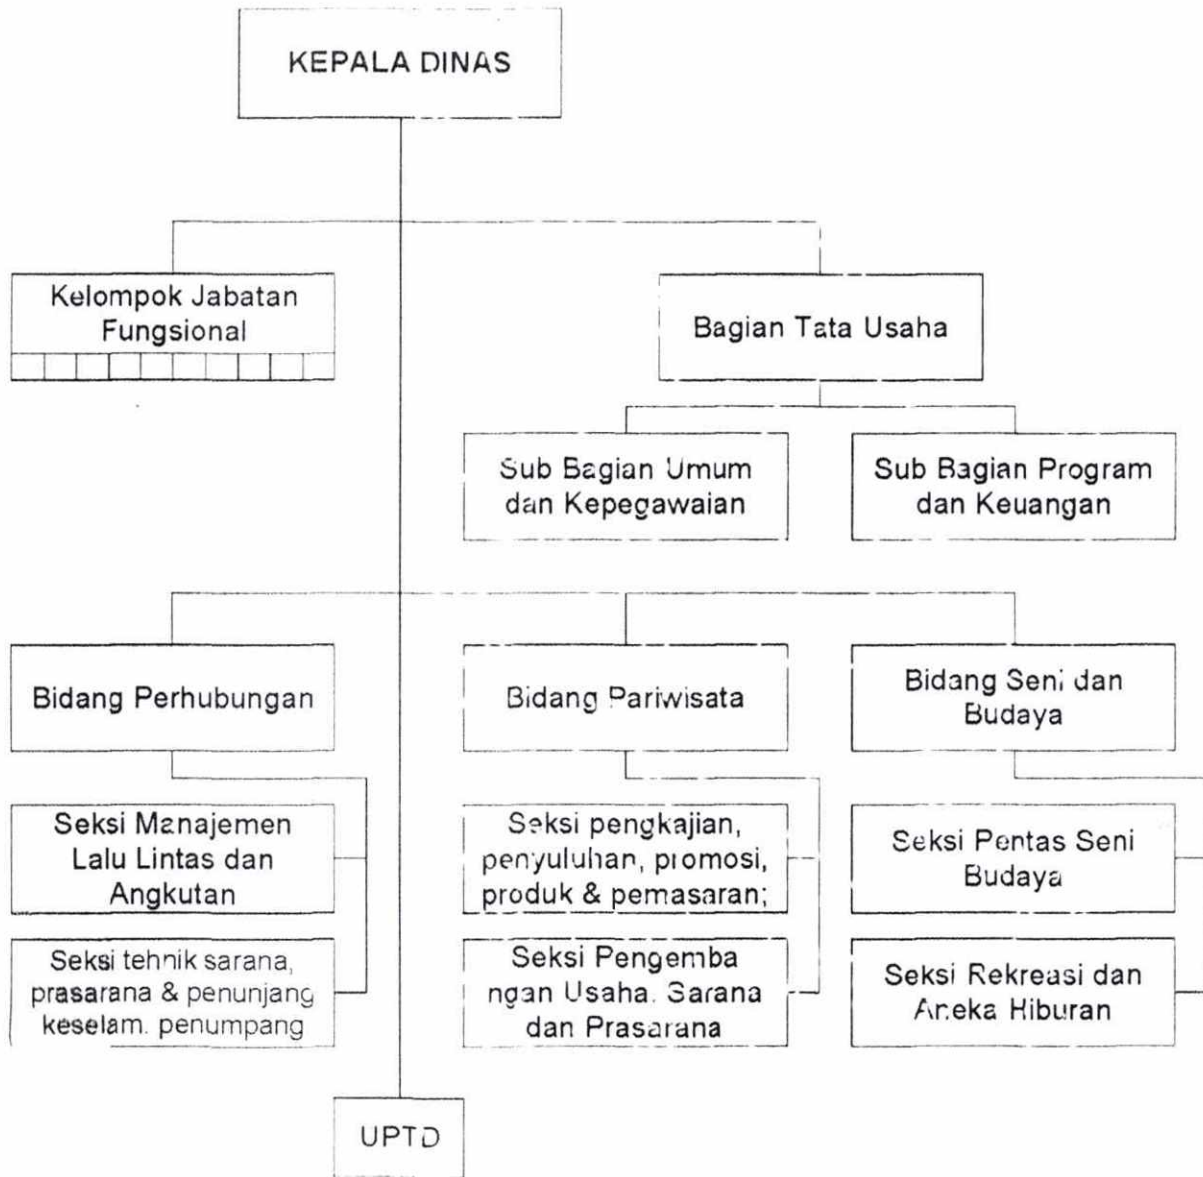 KEPALA DINAS
Kelompok Jabatan
Fungsional
Bagian Tata Usaha
Sub Bagian Umum
dan Kepegawaian
Sub Bagian Program
dan Keuangan
Bidang Perhubungan
Bidang Pariwisata
Bidang Seni dan
Budaya
Seksi Manajemen
Lalu Lintas dan
Angkutan
Seksi pengkajian,
penyuluhan, promosi,
produk & pemasaran;
Seksi Pentas Seni
Budaya
Seksi tehnik sarana,
prasarana & penunjang
keselam. penumpang
Seksi Pengemba
ngan Usaha. Sarana
dan Prasarana
Seksi Rekreasi dan
Aneka Hiburan
UPTD